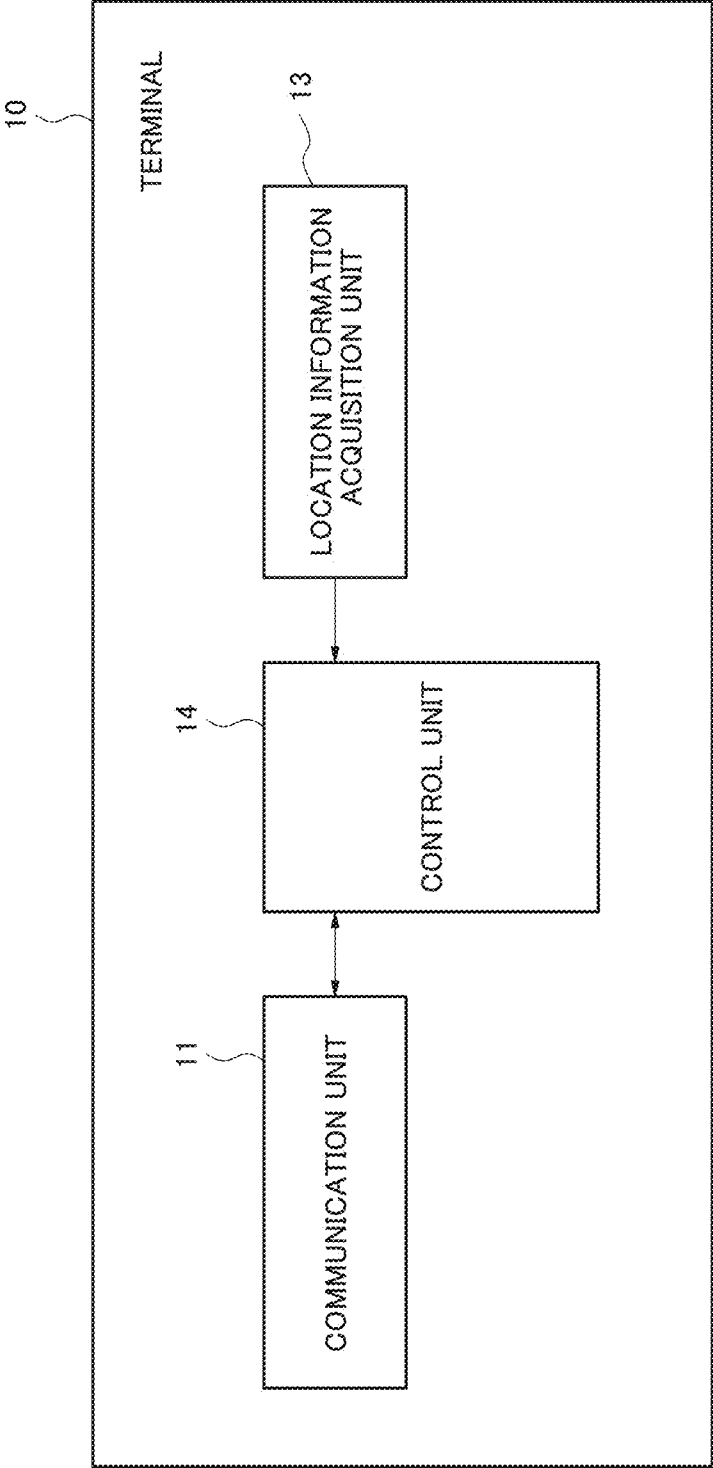 10
TERMINAL
11
COMMUNICATION UNIT
14
CONTROL UNIT
13
LOCATION INFORMATION
ACQUISITION UNIT